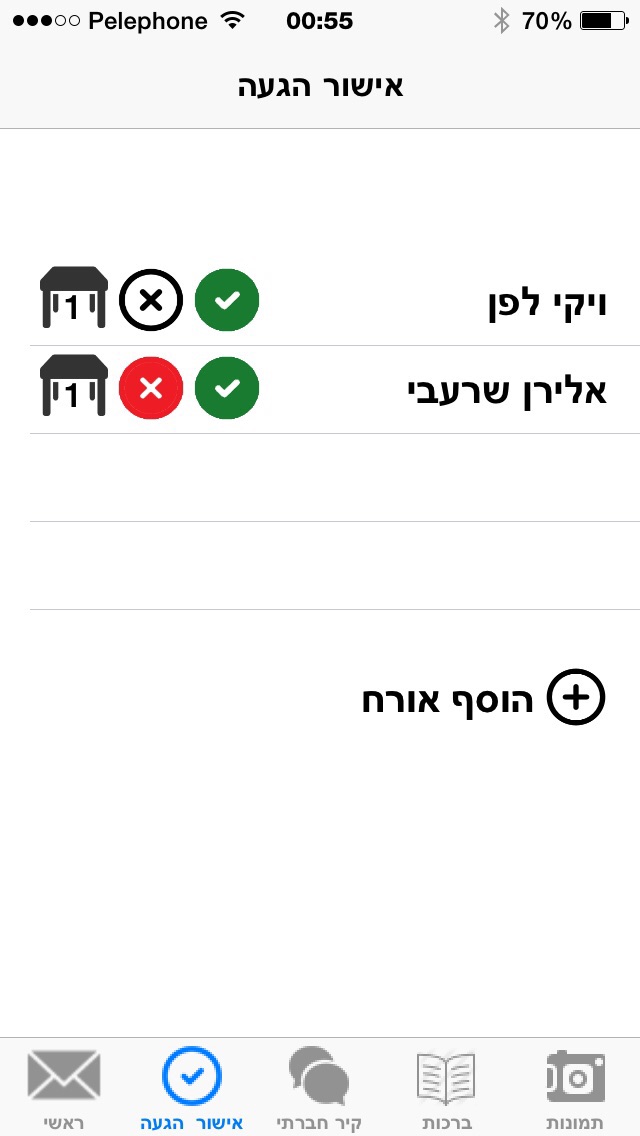 Pelephone 00:55 70%
אישור הגעה
ויקי לפן 1
אלירן שרעבי 1
הוסף אורח
תמונות ברכות קיר חברתי אישור הגעה ראשי